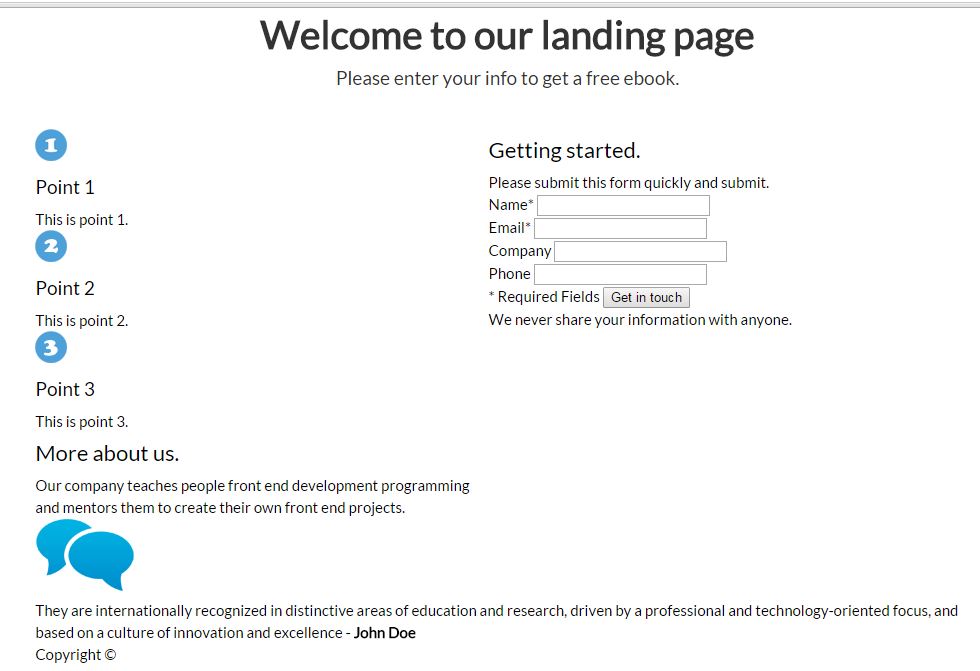 Welcome to our landing page
Please enter your info to get a free ebook.
1
Point 1
This is point 1.
2
Point 2
This is point 2.
3
Point 3
This is point 3.
More about us.
Our company teaches people front end development programming
and mentors them to create their own front end projects.
Getting started.
Please submit this form quickly and submit.
Name*
Email*
Company
Phone
* Required Fields Get in touch
We never share your information with anyone.
They are internationally recognized in distinctive areas of education and research, driven by a professional and technology-oriented focus, and
based on a culture of innovation and excellence - John Doe
Copyright ©